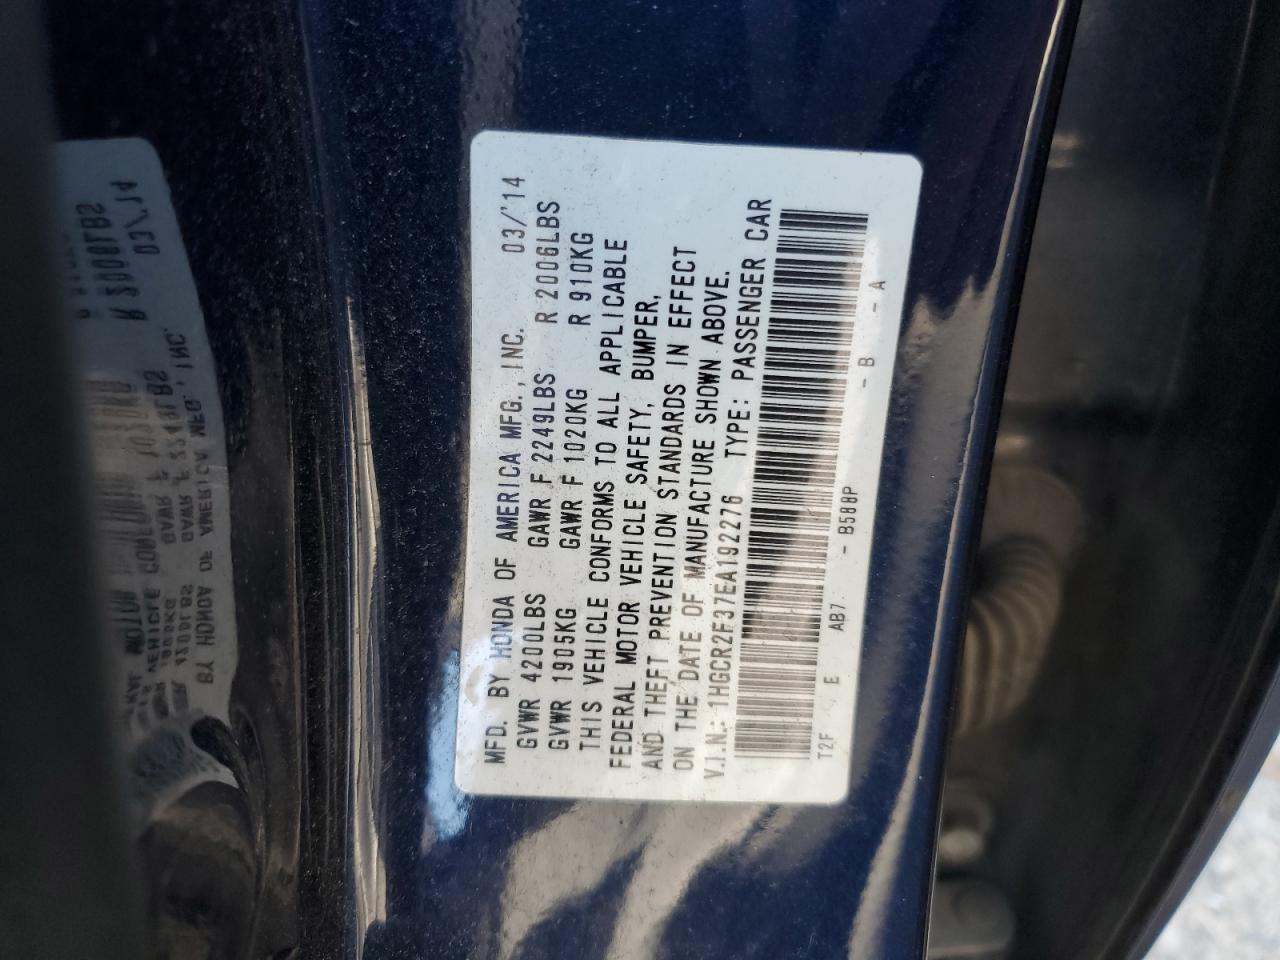 MFD. BY HONDA OF AMERICA MFG., INC. 03/'14
GVWR 4200LBS GAWR F 2249LBS R 2006LBS
GVWR 1905KG GAWR F 1020KG R 910KG
THIS VEHICLE CONFORMS TO ALL APPLICABLE
FEDERAL MOTOR VEHICLE SAFETY, BUMPER,
AND THEFT PREVENTION STANDARDS IN EFFECT
ON THE DATE OF MANUFACTURE SHOWN ABOVE.
V.I.N.: 1HGCR2F37EA192276 TYPE: PASSENGER CAR
T2F E AB7 - B588P - B - A